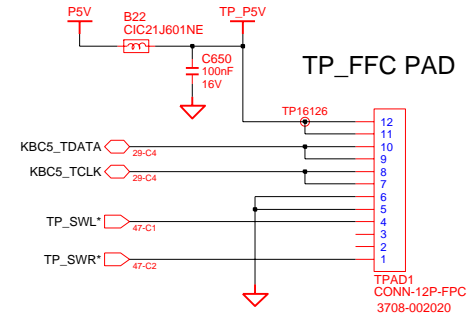 P5V
B22
CIC21J601NE
TP_P5V
C650
100nF
16V
TP_FFC PAD
TP16126
12
11
KBC5_TDATA
29-C4
10
9
KBC5_TCLK
29-C4
8
7
6
5
TP_SWL*
47-C1
4
3
2
TP_SWR*
47-C2
1
TPAD1
CONN-12P-FPC
3708-002020